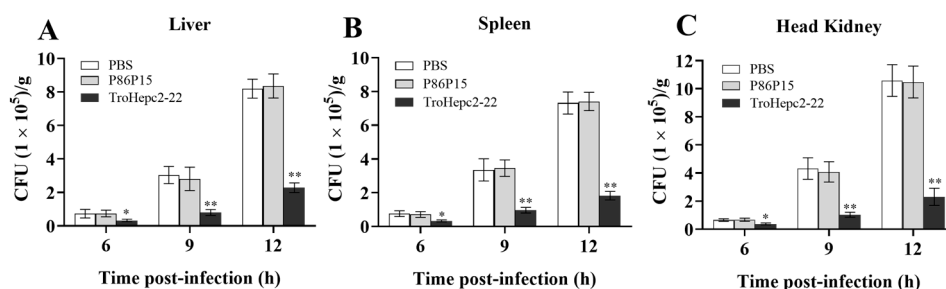 A
Liver
CFU (1 × 10⁵)/g
10
8
6
4
2
0
PBS
P86P15
TroHepc2-22
*
**
**
6
9
12
Time post-infection (h)
B
Spleen
CFU (1 × 10⁵)/g
10
8
6
4
2
0
PBS
P86P15
TroHepc2-22
*
**
**
6
9
12
Time post-infection (h)
C
Head Kidney
CFU (1 × 10⁵)/g
12
10
8
6
4
2
0
PBS
P86P15
TroHepc2-22
*
**
**
6
9
12
Time post-infection (h)